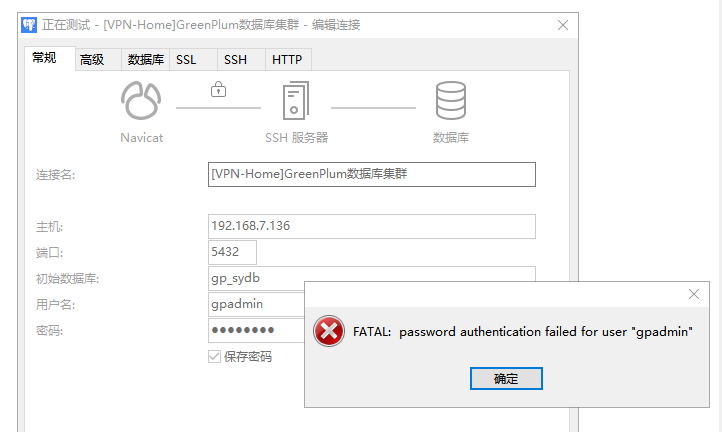 正在测试 - [VPN-Home]GreenPlum数据库集群 - 编辑连接
常规 高级 数据库 SSL SSH HTTP
Navicat SSH 服务器 数据库
连接名: [VPN-Home]GreenPlum数据库集群
主机: 192.168.7.136
端口: 5432
初始数据库: gp_sydb
用户名: gpadmin
密码: ●●●●●●●●
保存密码
FATAL: password authentication failed for user "gpadmin"
确定